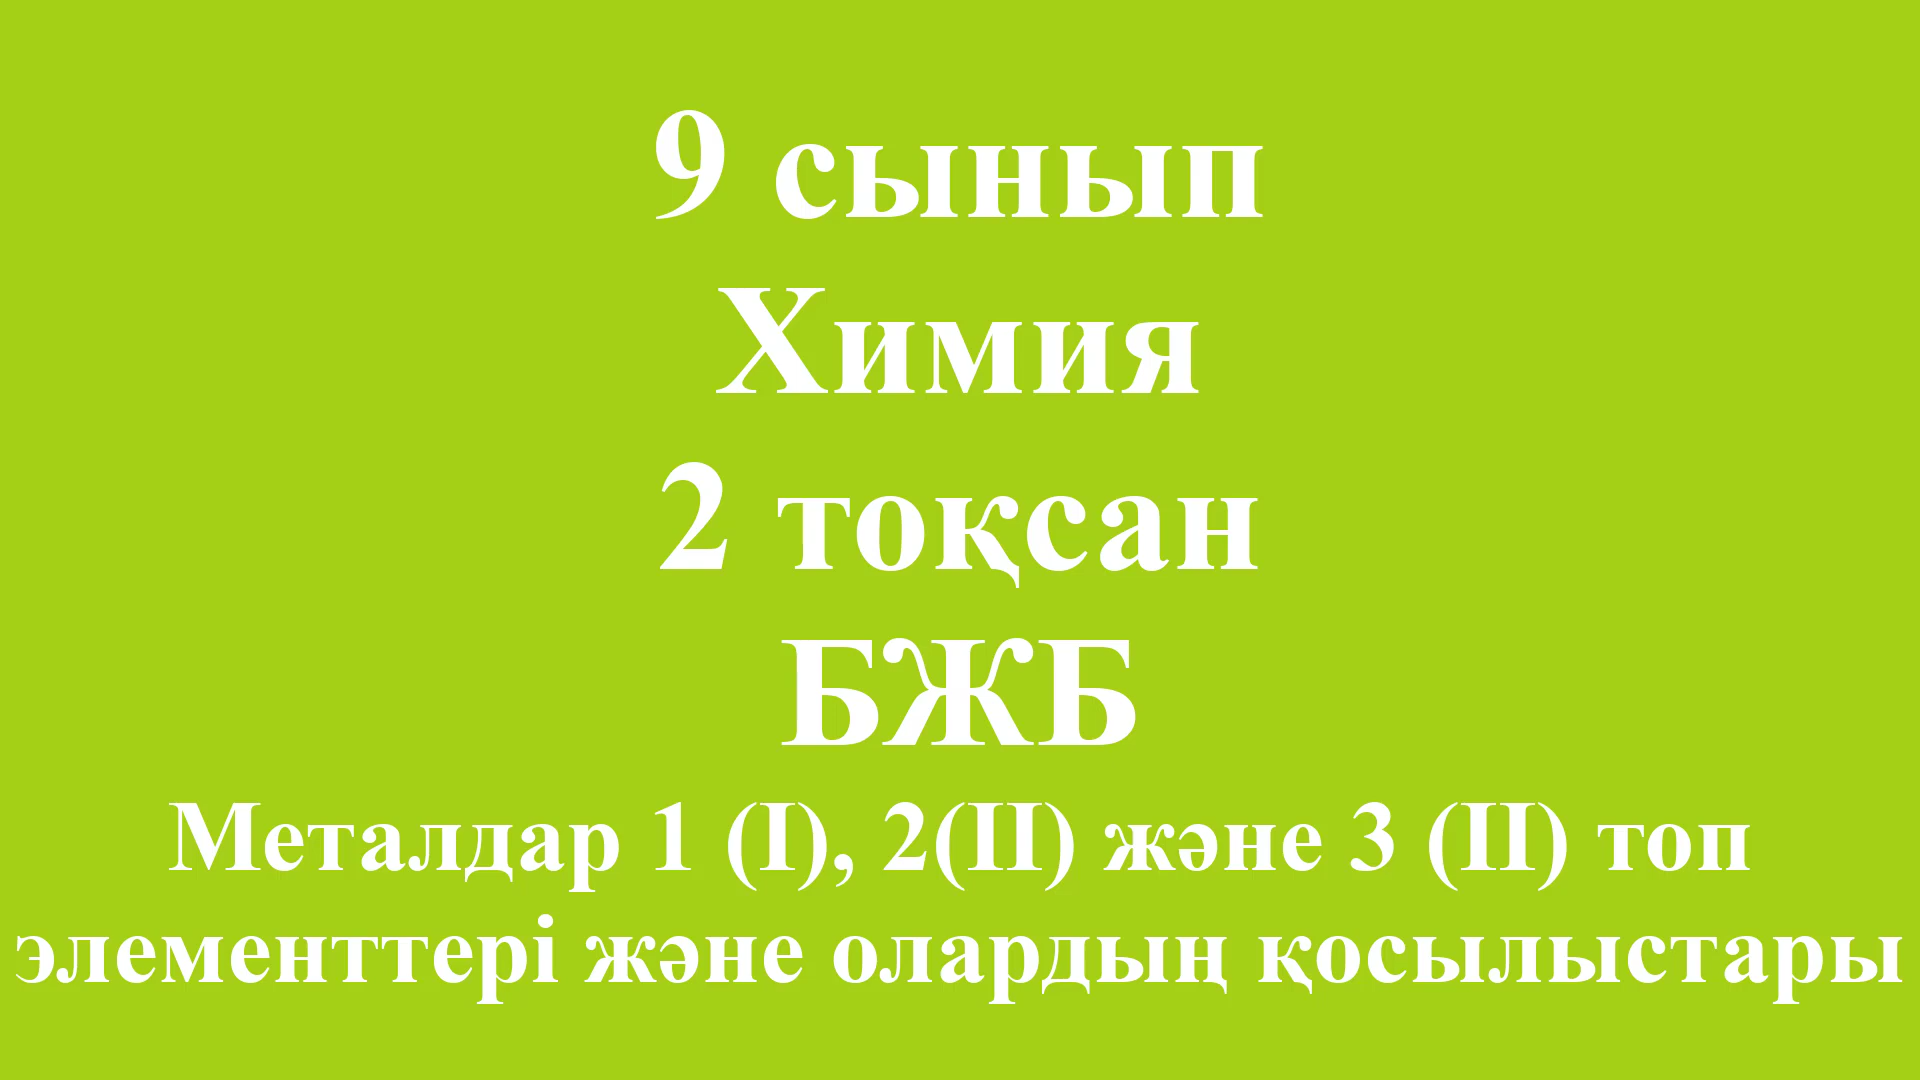 9 сынып
Химия
2 тоқсан
БЖБ
Металдар 1 (I), 2(II) және 3 (II) топ
элементтері және олардың қосылыстары